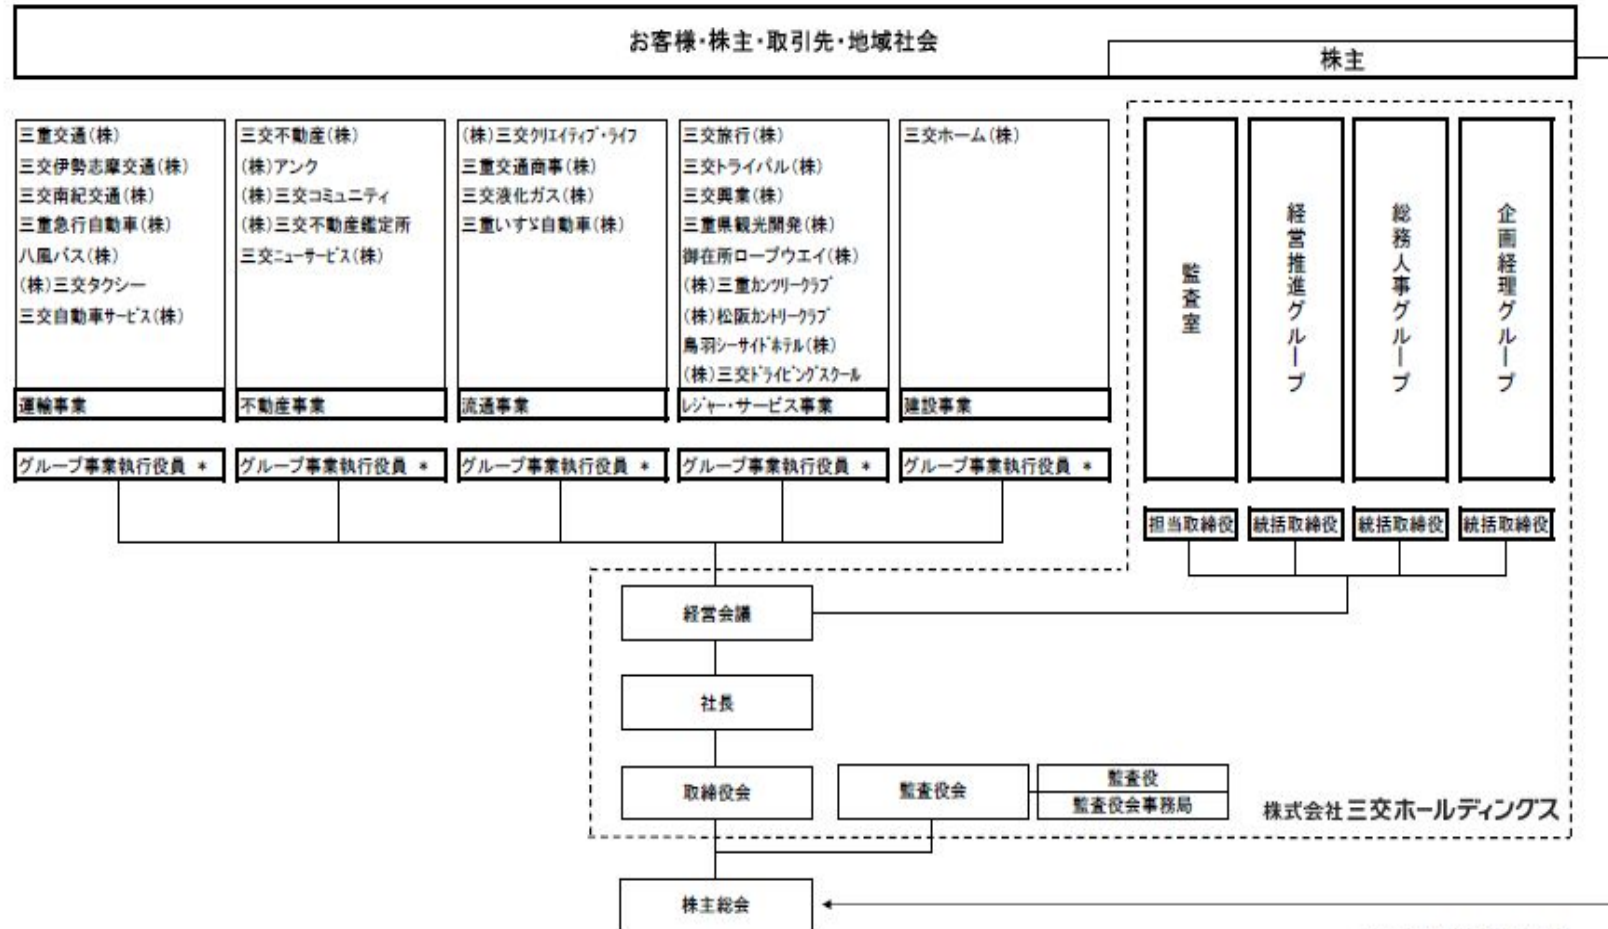 お客様・株主・取引先・地域社会
株主
三重交通(株)
三交伊勢志摩交通(株)
三交南紀交通(株)
三重急行自動車(株)
八風バス(株)
(株)三交タクシー
三交自動車サービス(株)
運輸事業
グループ事業執行役員 *
三交不動産(株)
(株)アンク
(株)三交コミュニティ
(株)三交不動産鑑定所
三交ニューサービス(株)
不動産事業
グループ事業執行役員 *
(株)三交クリエイティブ・ライフ
三重交通商事(株)
三交液化ガス(株)
三重いすゞ自動車(株)
流通事業
グループ事業執行役員 *
三交旅行(株)
三交トライバル(株)
三交興業(株)
三重県観光開発(株)
御在所ロープウエイ(株)
(株)三重カンツリークラブ
(株)松阪カントリークラブ
鳥羽シーサイドホテル(株)
(株)三交ドライビングスクール
レジャー・サービス事業
グループ事業執行役員 *
三交ホーム(株)
建設事業
グループ事業執行役員 *
監査室
経営推進グループ
総務人事グループ
企画経理グループ
担当取締役
統括取締役
統括取締役
統括取締役
経営会議
社長
取締役会
監査役会
監査役
監査役会事務局
株式会社三交ホールディングス
株主総会